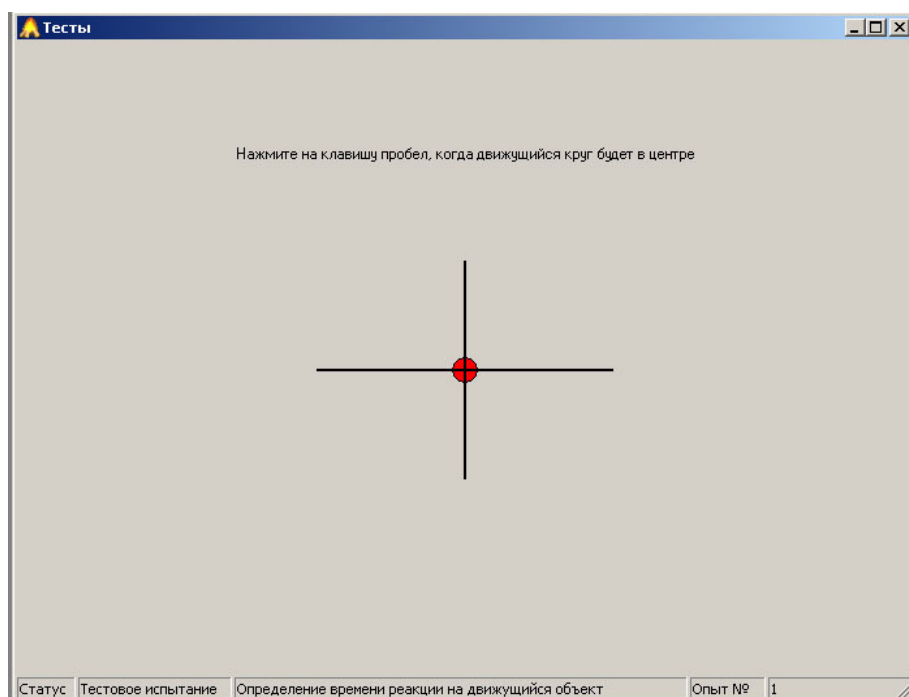 Тесты
Нажмите на клавишу пробел, когда движущийся круг будет в центре
Статус Тестовое испытание Определение времени реакции на движущийся объект Опыт № 1